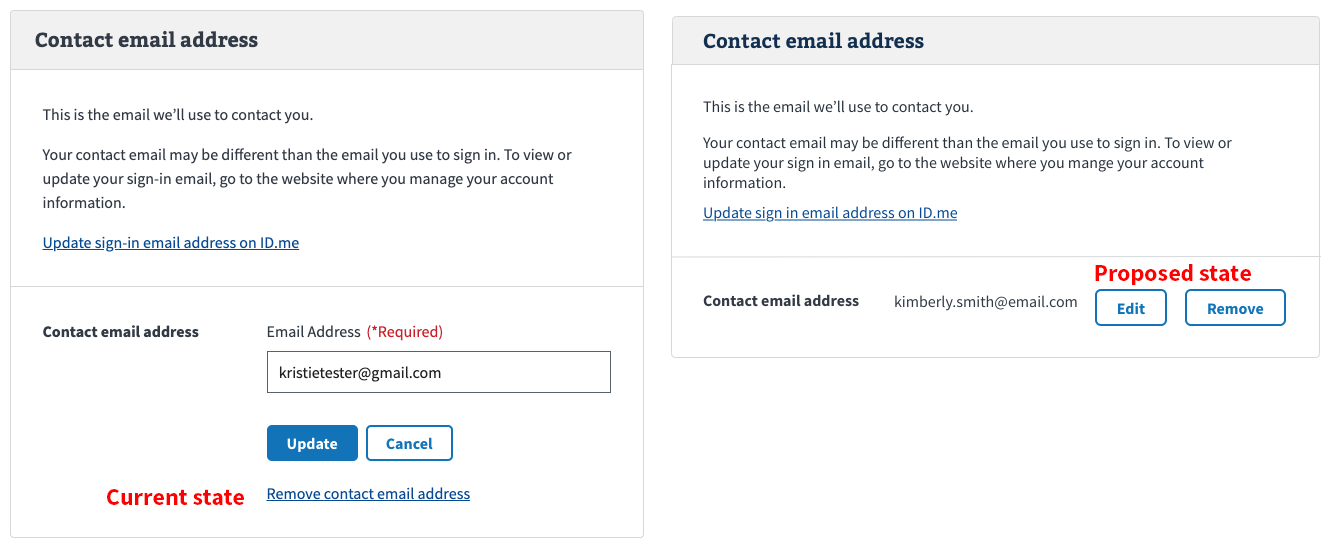 Contact email address
This is the email we'll use to contact you.
Your contact email may be different than the email you use to sign in. To view or
update your sign-in email, go to the website where you manage your account
information.
Update sign-in email address on ID.me
Contact email address
Email Address (*Required)
kristietester@gmail.com
Update
Cancel
Current state
Remove contact email address
Contact email address
This is the email we'll use to contact you.
Your contact email may be different than the email you use to sign in. To view or
update your sign in email, go to the website where you mange your account
information.
Update sign in email address on ID.me
Proposed state
Contact email address
kimberly.smith@email.com
Edit
Remove